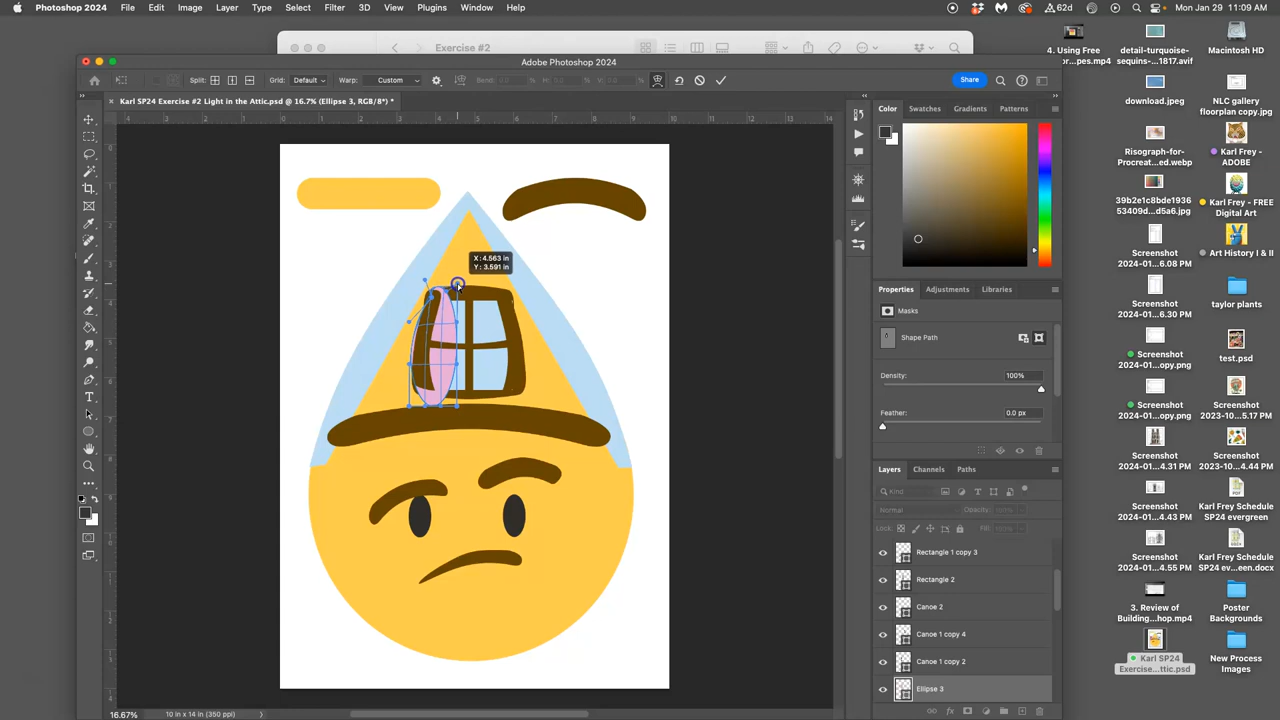 Photoshop 2024 File Edit Image Layer Type Select Filter 3D View Plugins Window Help 62d Mon Jan 29 11:09 AM
Exercise #2
Adobe Photoshop 2024
Split: Grid: Default Warp: Custom Bend: 0.0 % H: 0.0 % V: 0.0 % Share
Karl SP24 Exercise #2 Light in the Attic.psd @ 16.7% (Ellipse 3, RGB/8*) *
X: 4.563 in
Y: 3.591 in
16.67% 10 in x 14 in (350 ppi)
Color Swatches Gradients Patterns
Properties Adjustments Libraries
Masks
Shape Path
Density: 100%
Feather: 0.0 px
Layers Channels Paths
Kind
Normal Opacity: 100%
Lock: Fill: 100%
Rectangle 1 copy 3
Rectangle 2
Canoe 2
Canoe 1 copy 4
Canoe 1 copy 2
Ellipse 3
4. Using Free
...pes.mp4
detail-turquoise-
sequins-...1817.avif
Macintosh HD
download.jpeg
NLC gallery
floorplan copy.jpg
Risograph-for-
Procreat...ed.webp
Karl Frey -
ADOBE
39b2e1c8bde1936
53409d...d5a6.jpg
Karl Frey - FREE
Digital Art
Screenshot
2024-01...6.08 PM
Art History I & II
Screenshot
2024-01...6.30 PM
taylor plants
Screenshot
2024-01...opy.png
test.psd
Screenshot
2024-01...opy.png
Screenshot
2023-10...5.17 PM
Screenshot
2024-01...4.31 PM
Screenshot
2023-10...4.44 PM
Screenshot
2024-01...4.43 PM
Karl Frey Schedule
SP24 evergreen
Screenshot
2024-01...4.55 PM
Karl Frey Schedule
SP24 ev...een.docx
3. Review of
Building...hop.mp4
Poster
Backgrounds
Karl SP24
Exercise...ttic.psd
New Process
Images